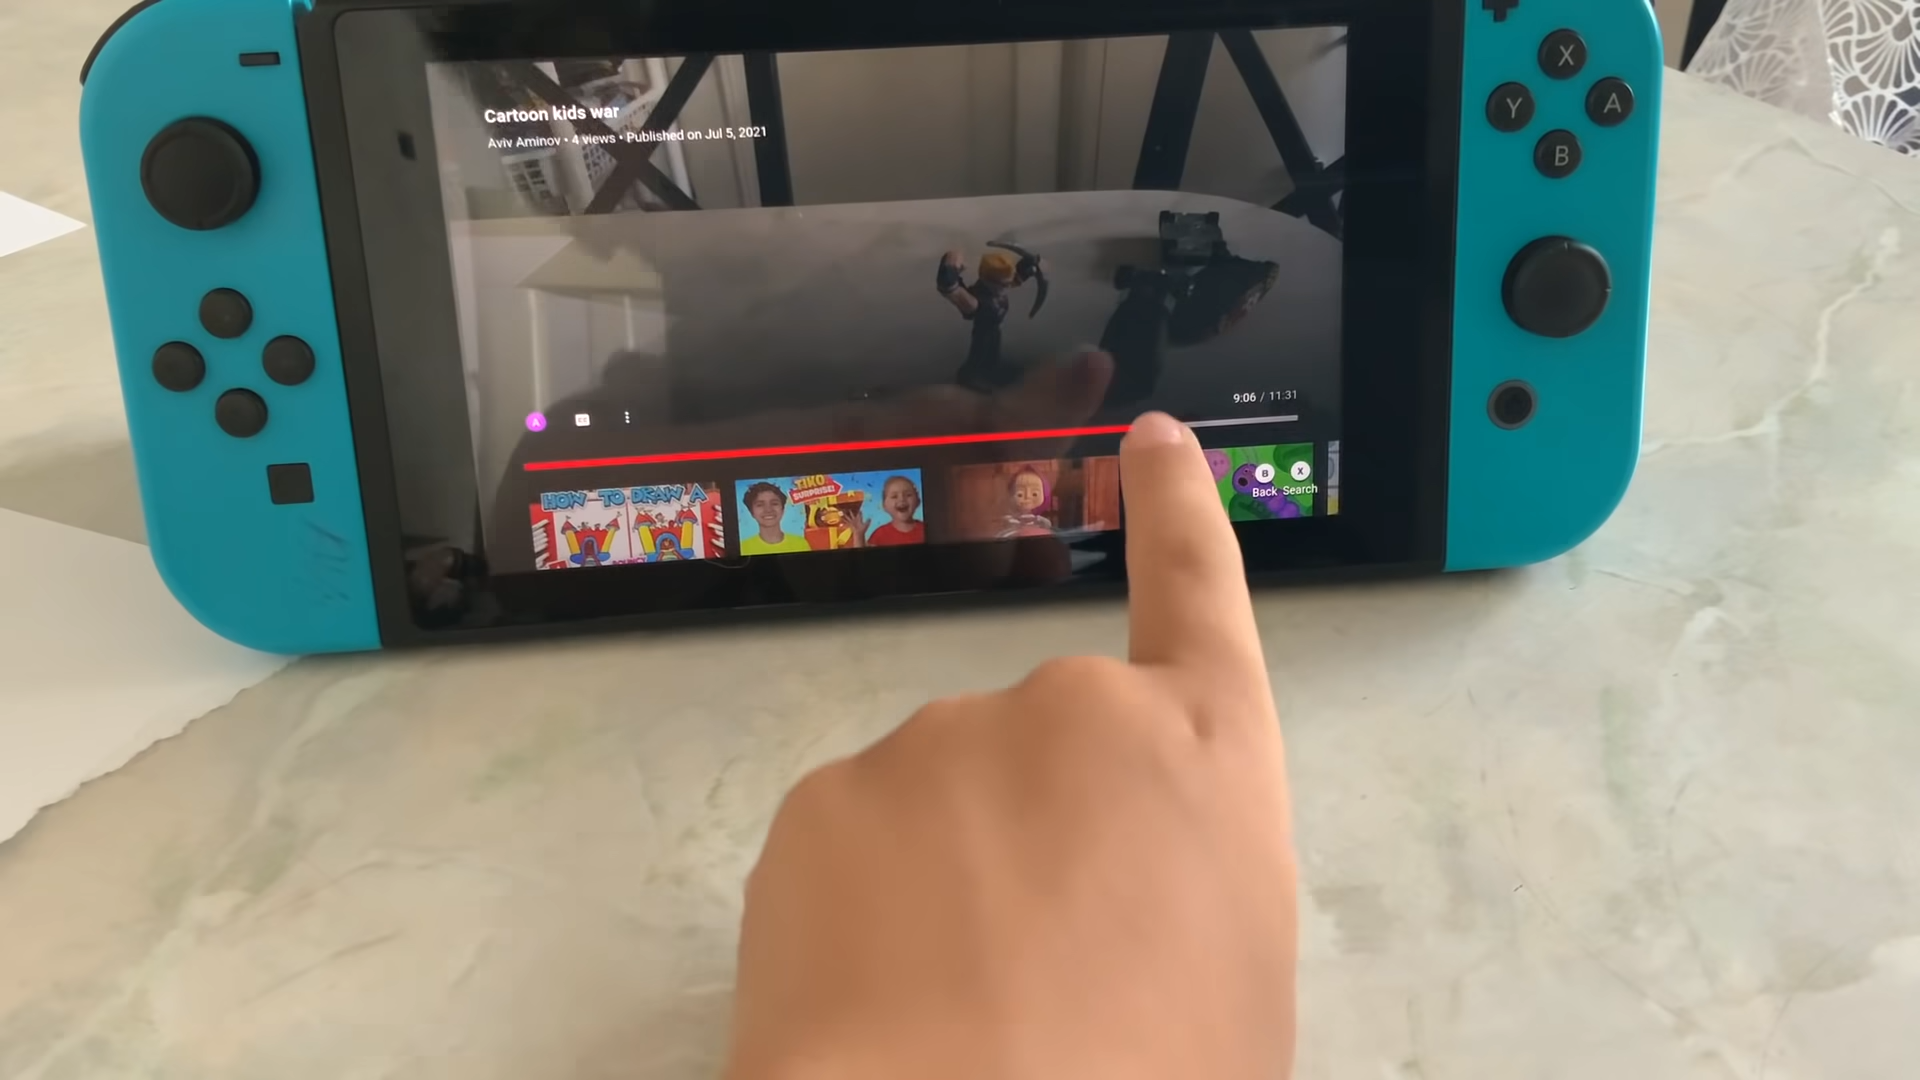 Cartoon kids war
Aviv Aminov • 4 views • Published on Jul 5, 2021
X
Y
A
B
9:06 / 11:31
A
CC
HOW TO DRAW A
TIKO
SURPRISE!
B
X
Back
Search